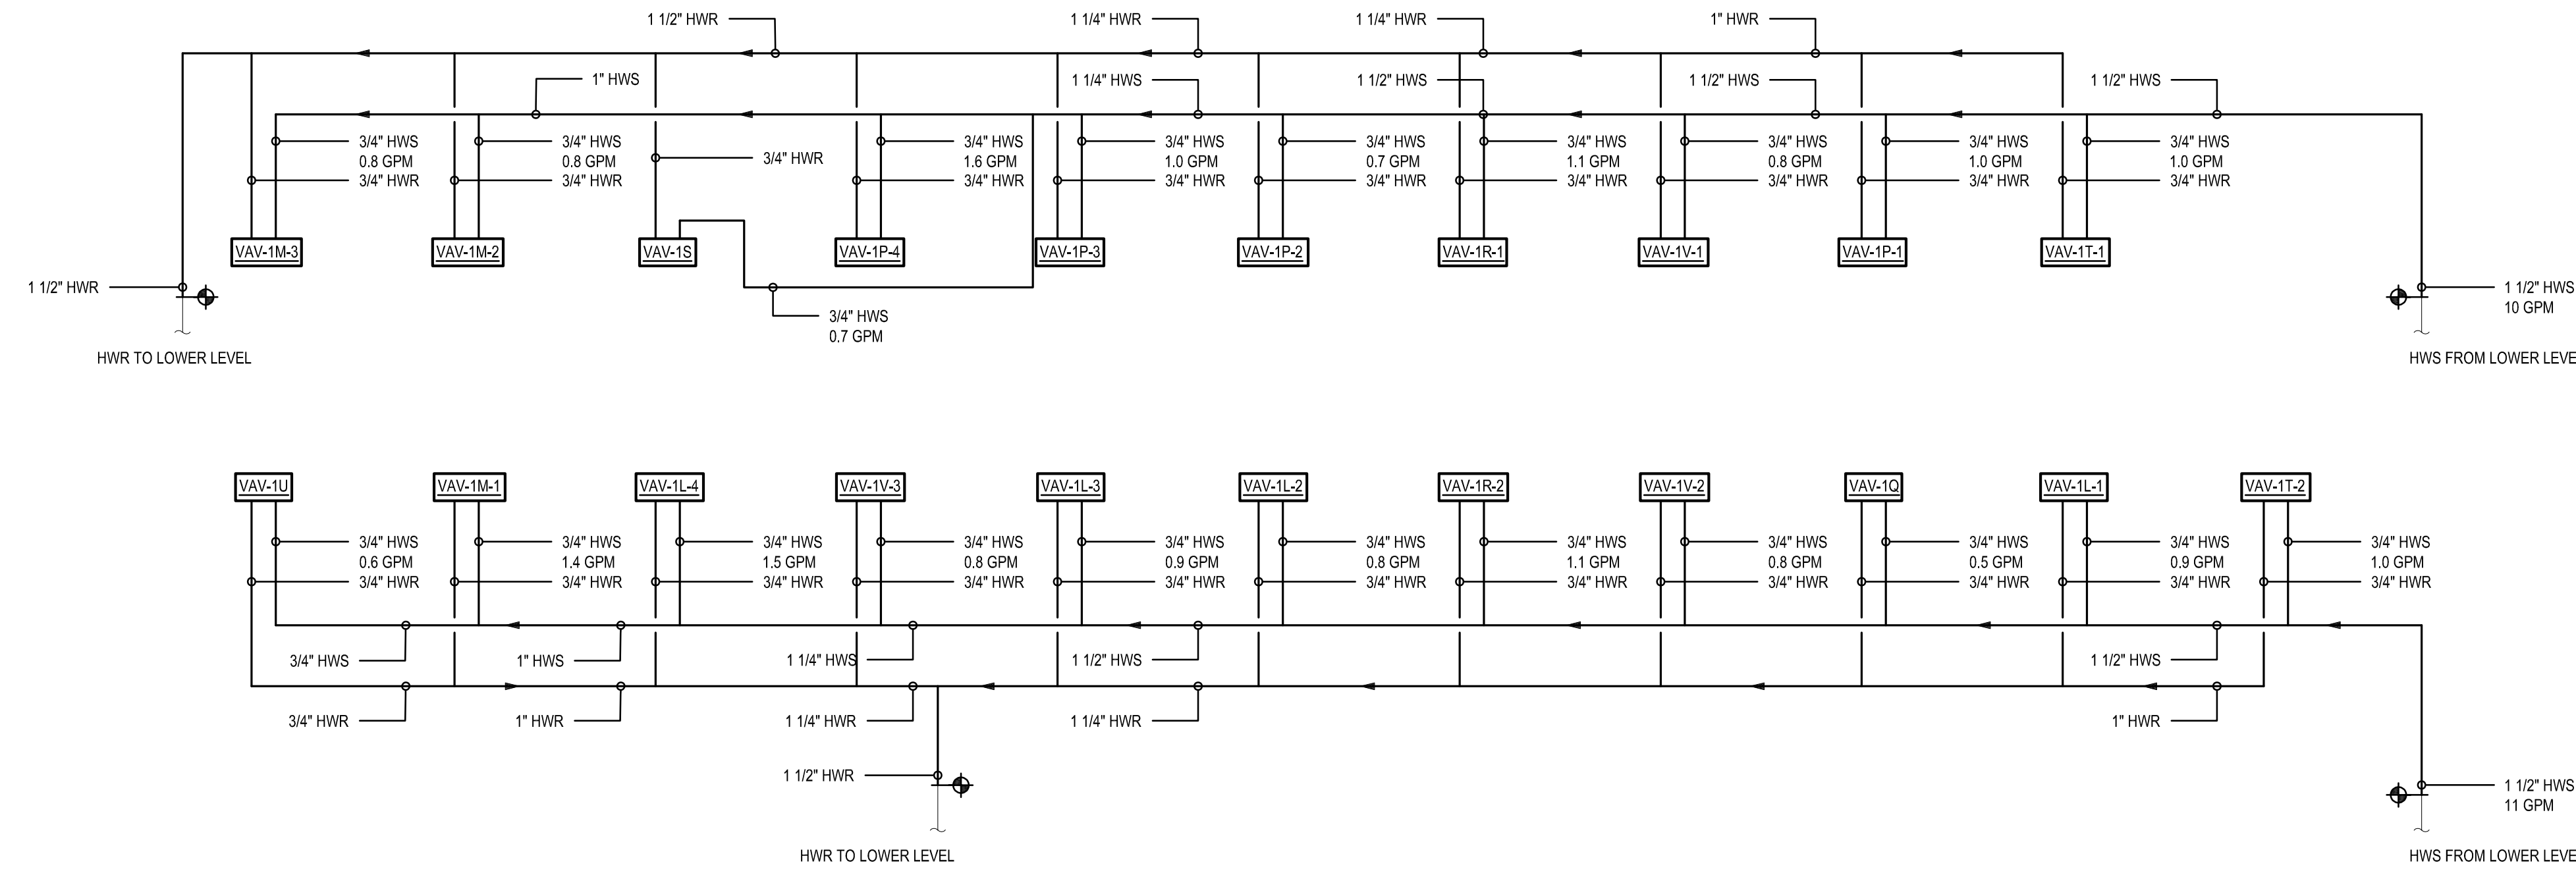 1 1/2" HWR
1 1/4" HWR
1 1/4" HWR
1" HWR
1" HWS
1 1/4" HWS
1 1/2" HWS
1 1/2" HWS
1 1/2" HWS
3/4" HWS
0.8 GPM
3/4" HWR
3/4" HWS
0.8 GPM
3/4" HWR
3/4" HWR
3/4" HWS
1.6 GPM
3/4" HWR
3/4" HWS
1.0 GPM
3/4" HWR
3/4" HWS
0.7 GPM
3/4" HWR
3/4" HWS
1.1 GPM
3/4" HWR
3/4" HWS
0.8 GPM
3/4" HWR
3/4" HWS
1.0 GPM
3/4" HWR
3/4" HWS
1.0 GPM
3/4" HWR
VAV-1M-3
VAV-1M-2
VAV-1S
VAV-1P-4
VAV-1P-3
VAV-1P-2
VAV-1R-1
VAV-1V-1
VAV-1P-1
VAV-1T-1
1 1/2" HWR
3/4" HWS
0.7 GPM
1 1/2" HWS
10 GPM
HWR TO LOWER LEVEL
HWS FROM LOWER LEVE
VAV-1U
VAV-1M-1
VAV-1L-4
VAV-1V-3
VAV-1L-3
VAV-1L-2
VAV-1R-2
VAV-1V-2
VAV-1Q
VAV-1L-1
VAV-1T-2
3/4" HWS
0.6 GPM
3/4" HWR
3/4" HWS
1.4 GPM
3/4" HWR
3/4" HWS
1.5 GPM
3/4" HWR
3/4" HWS
0.8 GPM
3/4" HWR
3/4" HWS
0.9 GPM
3/4" HWR
3/4" HWS
0.8 GPM
3/4" HWR
3/4" HWS
1.1 GPM
3/4" HWR
3/4" HWS
0.8 GPM
3/4" HWR
3/4" HWS
0.5 GPM
3/4" HWR
3/4" HWS
0.9 GPM
3/4" HWR
3/4" HWS
1.0 GPM
3/4" HWR
3/4" HWS
1" HWS
1 1/4" HWS
1 1/2" HWS
1 1/2" HWS
3/4" HWR
1" HWR
1 1/4" HWR
1 1/4" HWR
1" HWR
1 1/2" HWR
1 1/2" HWS
11 GPM
HWR TO LOWER LEVEL
HWS FROM LOWER LEVE